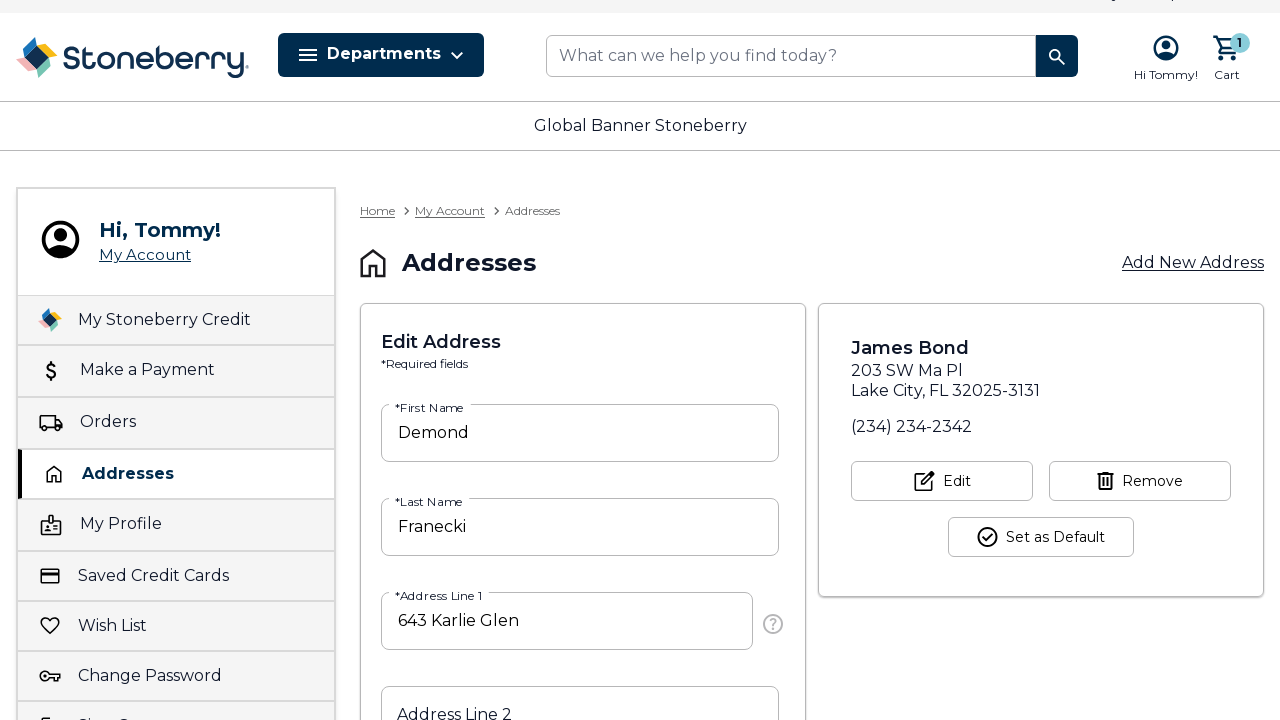 Stoneberry
Departments
What can we help you find today?
Hi Tommy!
1
Cart
Global Banner Stoneberry
Hi, Tommy!
My Account
My Stoneberry Credit
Make a Payment
Orders
Addresses
My Profile
Saved Credit Cards
Wish List
Change Password
Home
My Account
Addresses
Addresses
Add New Address
Edit Address
*Required fields
*First Name
Demond
*Last Name
Franecki
*Address Line 1
643 Karlie Glen
Address Line 2
James Bond
203 SW Ma Pl
Lake City, FL 32025-3131
(234) 234-2342
Edit
Remove
Set as Default